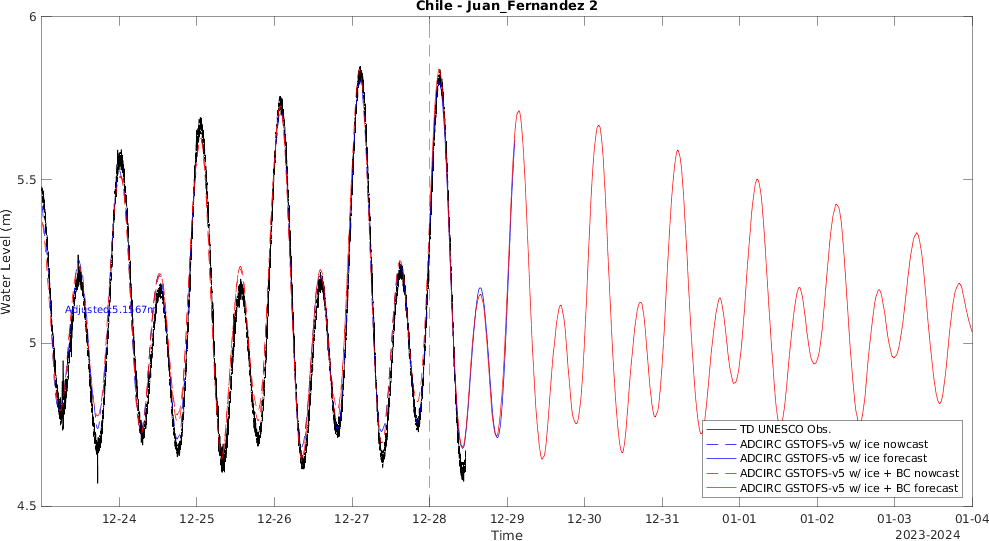 Chile - Juan_Fernandez 2
6
5.5
5
4.5
Water Level (m)
Adjusted:5.1567m
12-24 12-25 12-26 12-27 12-28 12-29 12-30 12-31 01-01 01-02 01-03 01-04
Time
2023-2024
TD UNESCO Obs.
ADCIRC GSTOFS-v5 w/ ice nowcast
ADCIRC GSTOFS-v5 w/ ice forecast
ADCIRC GSTOFS-v5 w/ ice + BC nowcast
ADCIRC GSTOFS-v5 w/ ice + BC forecast